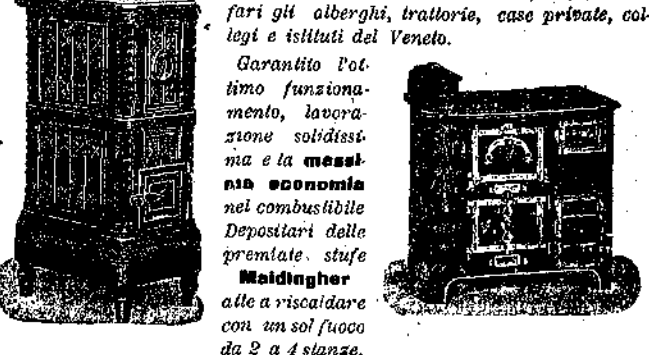 fari gli alberghi, trattorie, case private, col-
legi e istituti del Veneto.
Garantito l'ot-
timo funziona-
mento, lavora-
zione solidissi-
ma e la massi-
ma economia
nel combustibile
Depositari delle
premiate stufe
Maidingher
atte a riscaldare
con un sol fuoco
da 2 a 4 stanze.